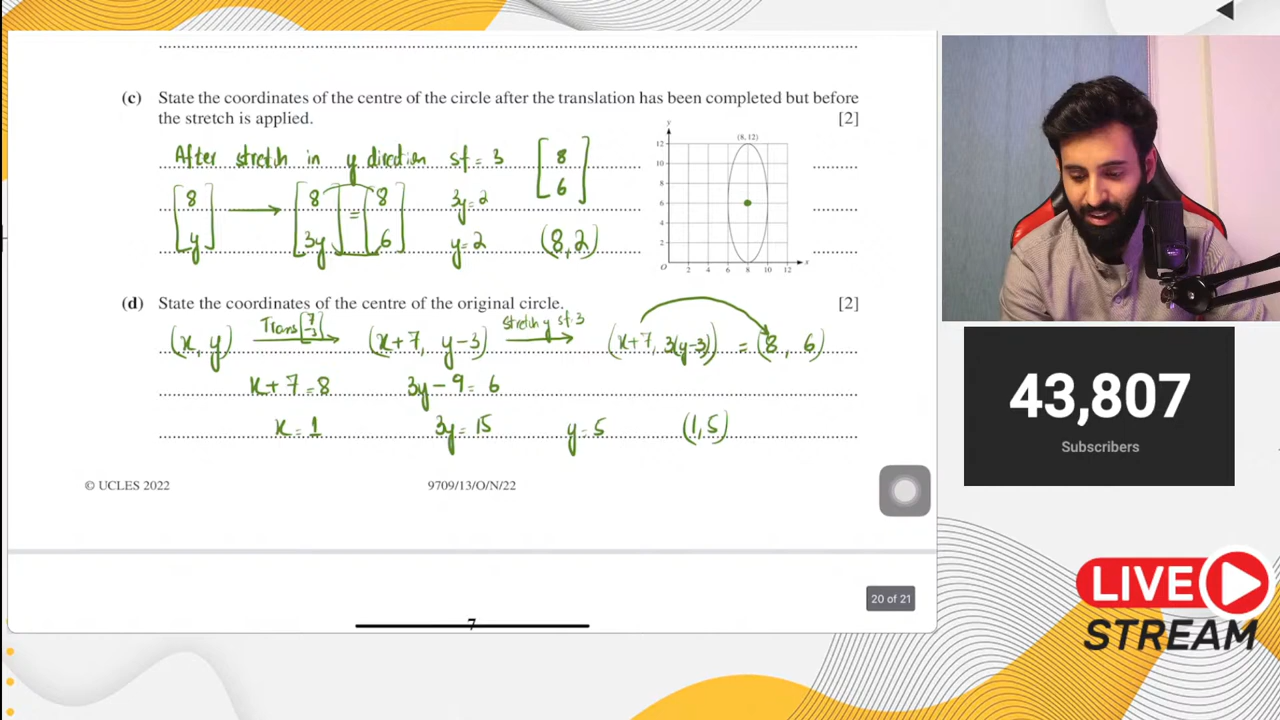 (c) State the coordinates of the centre of the circle after the translation has been completed but before
the stretch is applied. [2]
After stretch in y direction sf = 3 [8 6]
[8 y] → [8 3y] = [8 6] 3y = 2
y = 2 (8, 2)
y
(8, 12)
12
10
8
6
4
2
O 2 4 6 8 10 12 x
(d) State the coordinates of the centre of the original circle. [2]
(x, y) Trans [7 -3] → (x+7, y-3) stretch y sf 3 → (x+7, 3(y-3)) = (8, 6)
x + 7 = 8 3y - 9 = 6
x = 1 3y = 15 y = 5 (1, 5)
© UCLES 2022 9709/13/O/N/22
20 of 21
7
43,807
Subscribers
LIVE
STREAM